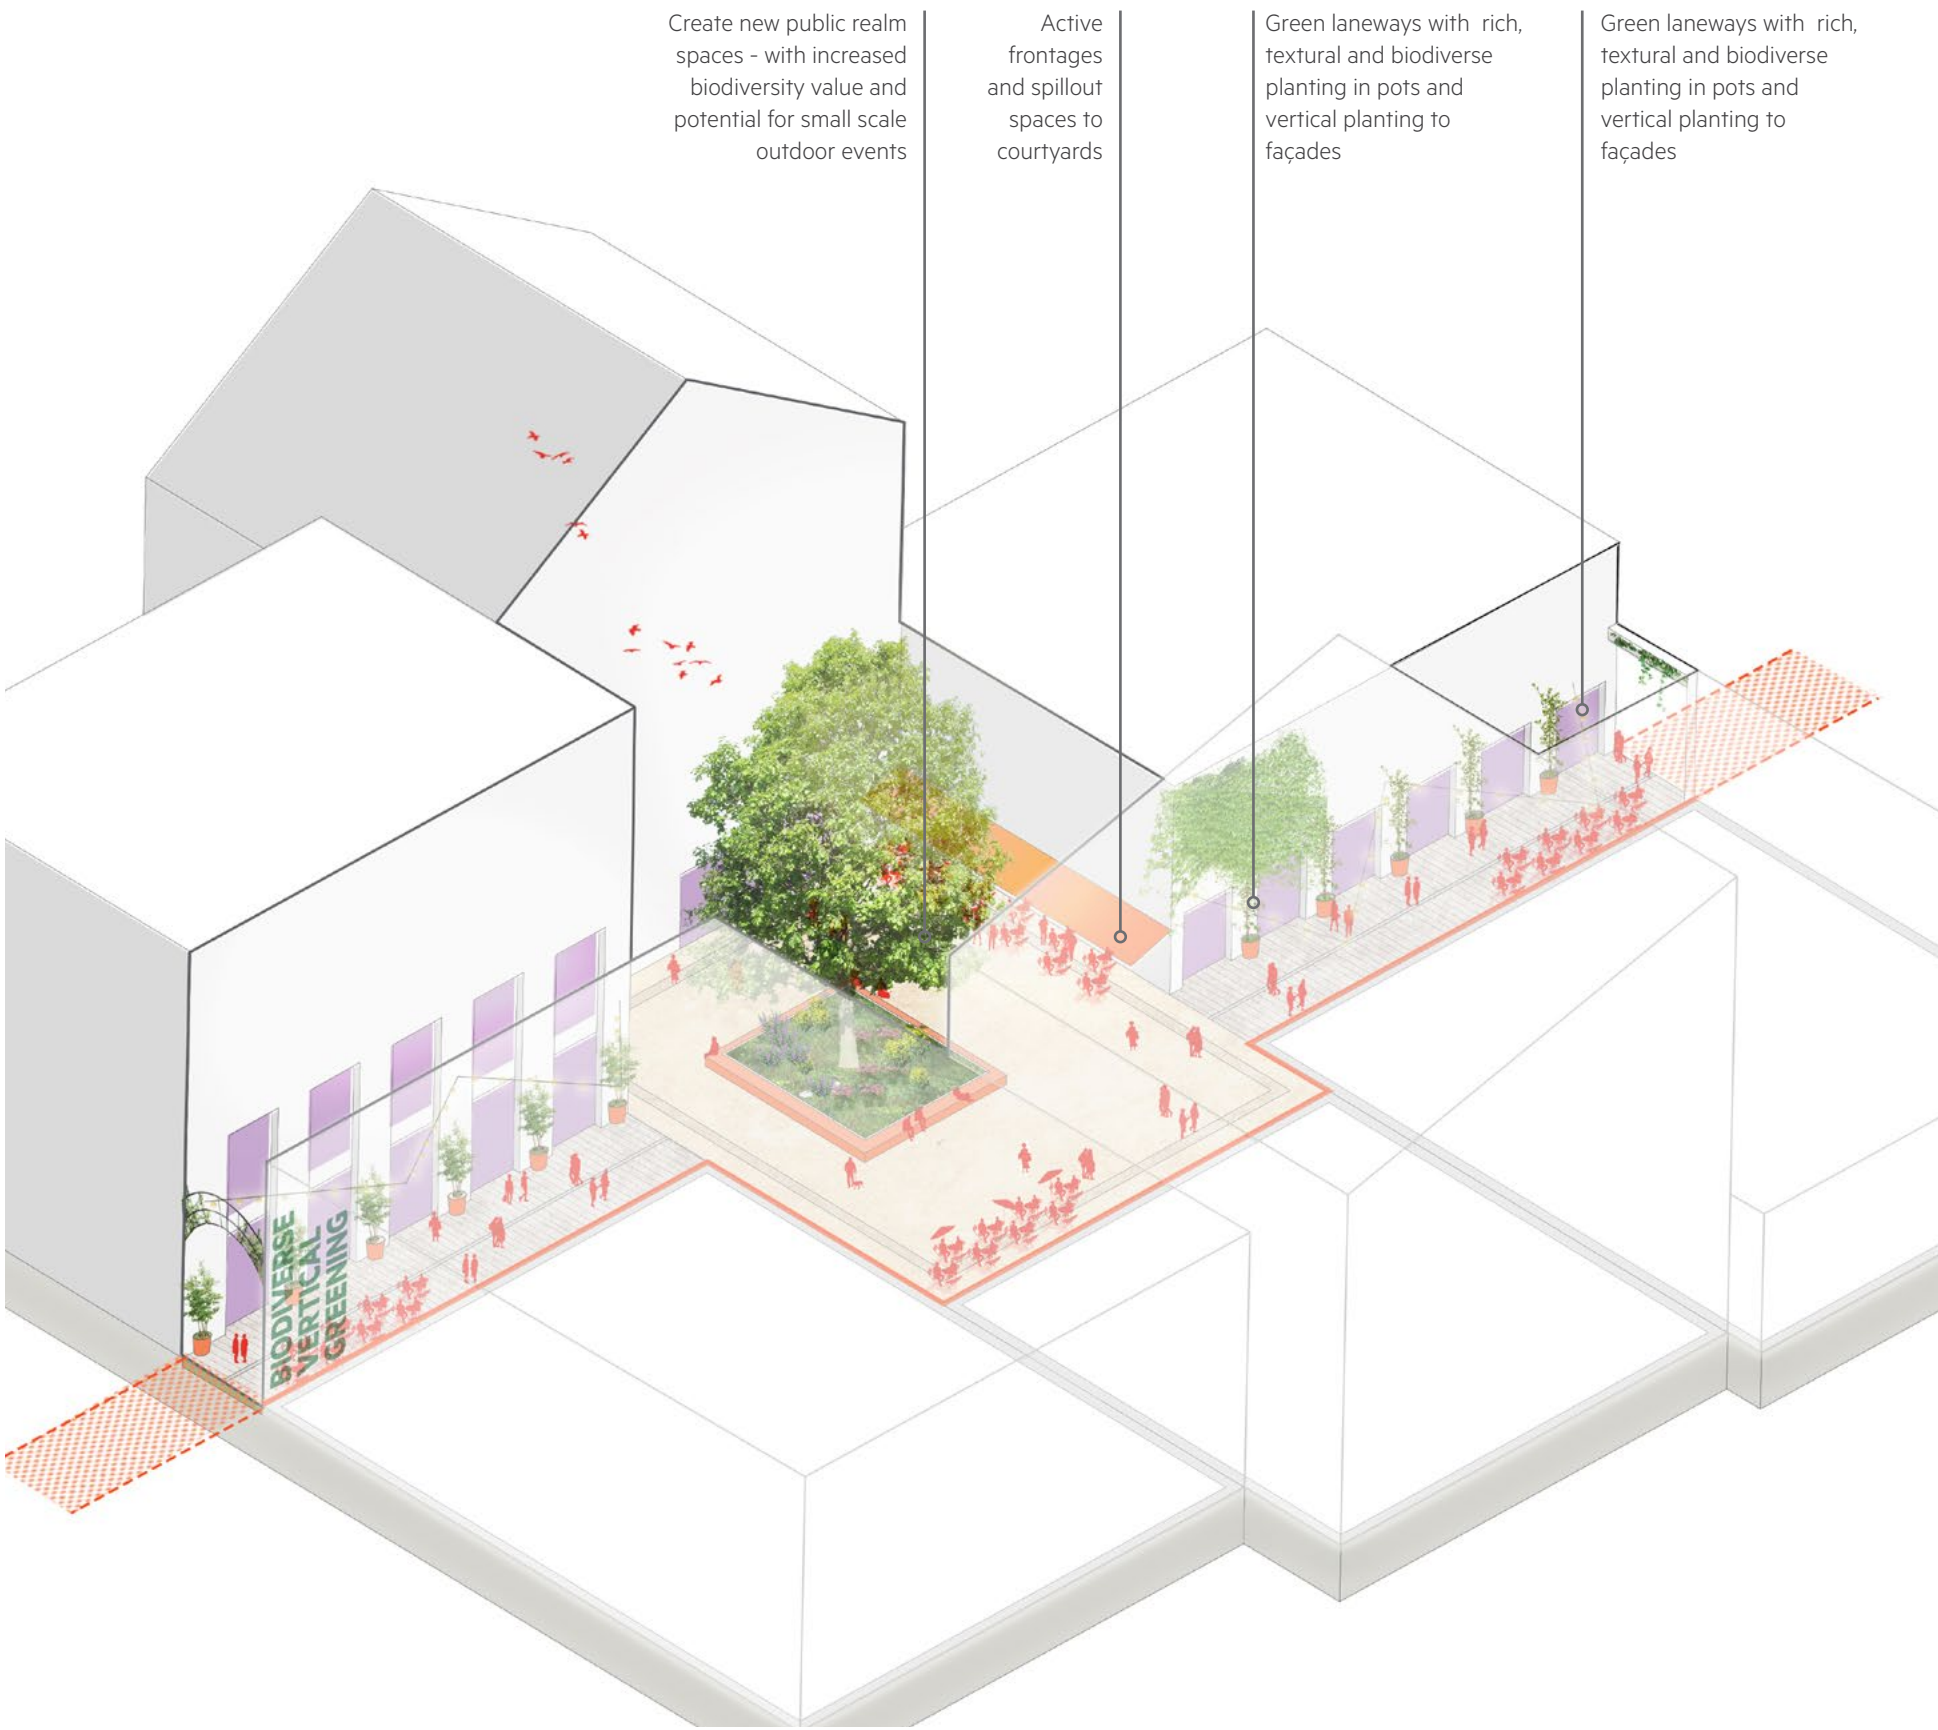 Create new public realm
spaces - with increased
biodiversity value and
potential for small scale
outdoor events
Active
frontages
and spillout
spaces to
courtyards
Green laneways with rich,
textural and biodiverse
planting in pots and
vertical planting to
façades
Green laneways with rich,
textural and biodiverse
planting in pots and
vertical planting to
façades
BIODIVERSE
VERTICAL
GREENING